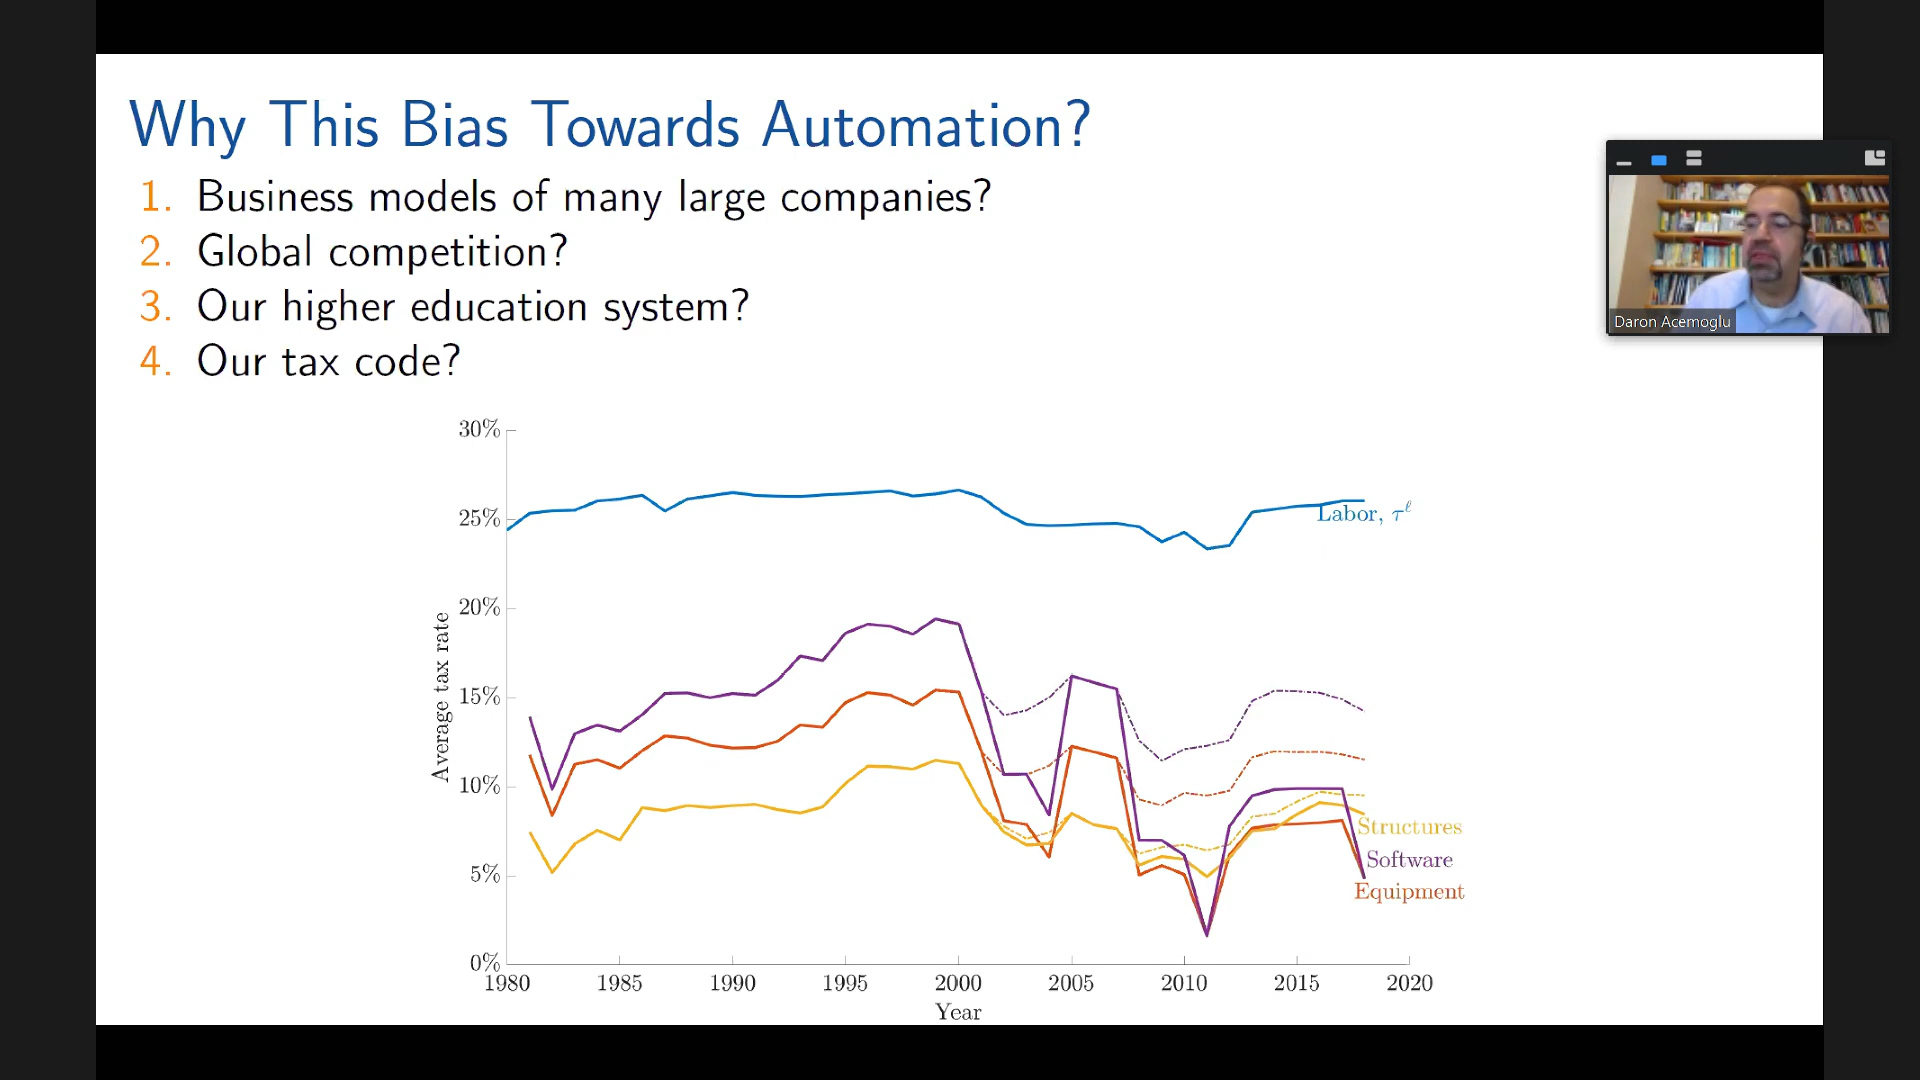 Why This Bias Towards Automation?
1. Business models of many large companies?
2. Global competition?
3. Our higher education system?
4. Our tax code?
Daron Acemoglu
30%
25%
20%
15%
10%
5%
0%
Average tax rate
Labor, τ^ℓ
Structures
Software
Equipment
1980 1985 1990 1995 2000 2005 2010 2015 2020
Year